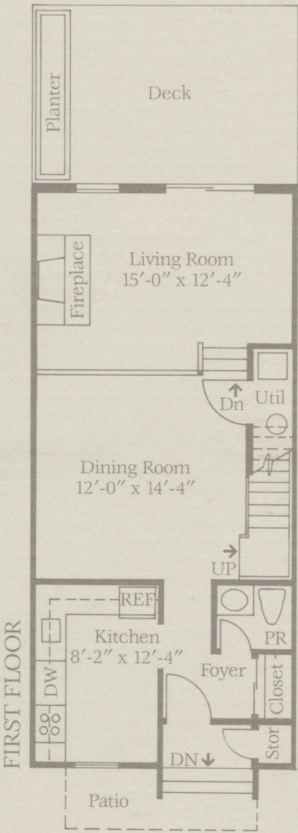 Planter
Deck
Fireplace
Living Room
15'-0" x 12'-4"
Dn
Util
Dining Room
12'-0" x 14'-4"
UP
REF
Kitchen
8'-2" x 12'-4"
DW
PR
Foyer
Closet
Stor
DN
Patio
FIRST FLOOR